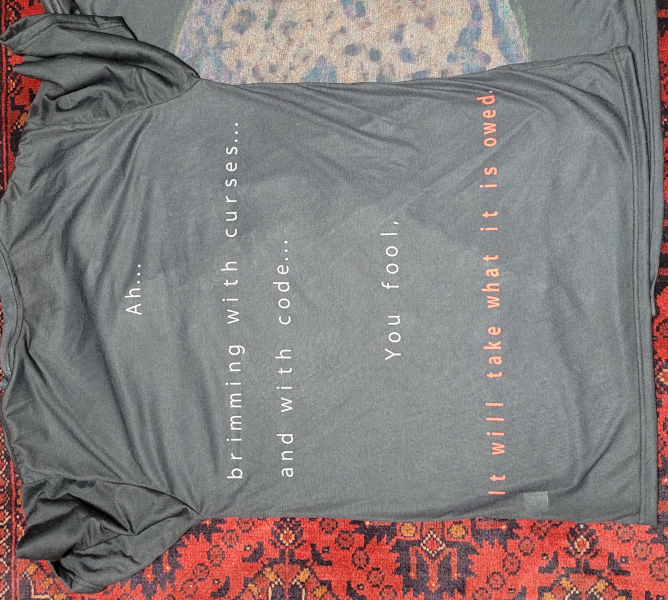 Ah...
brimming with curses...
and with code...
You fool,
It will take what it is owed.